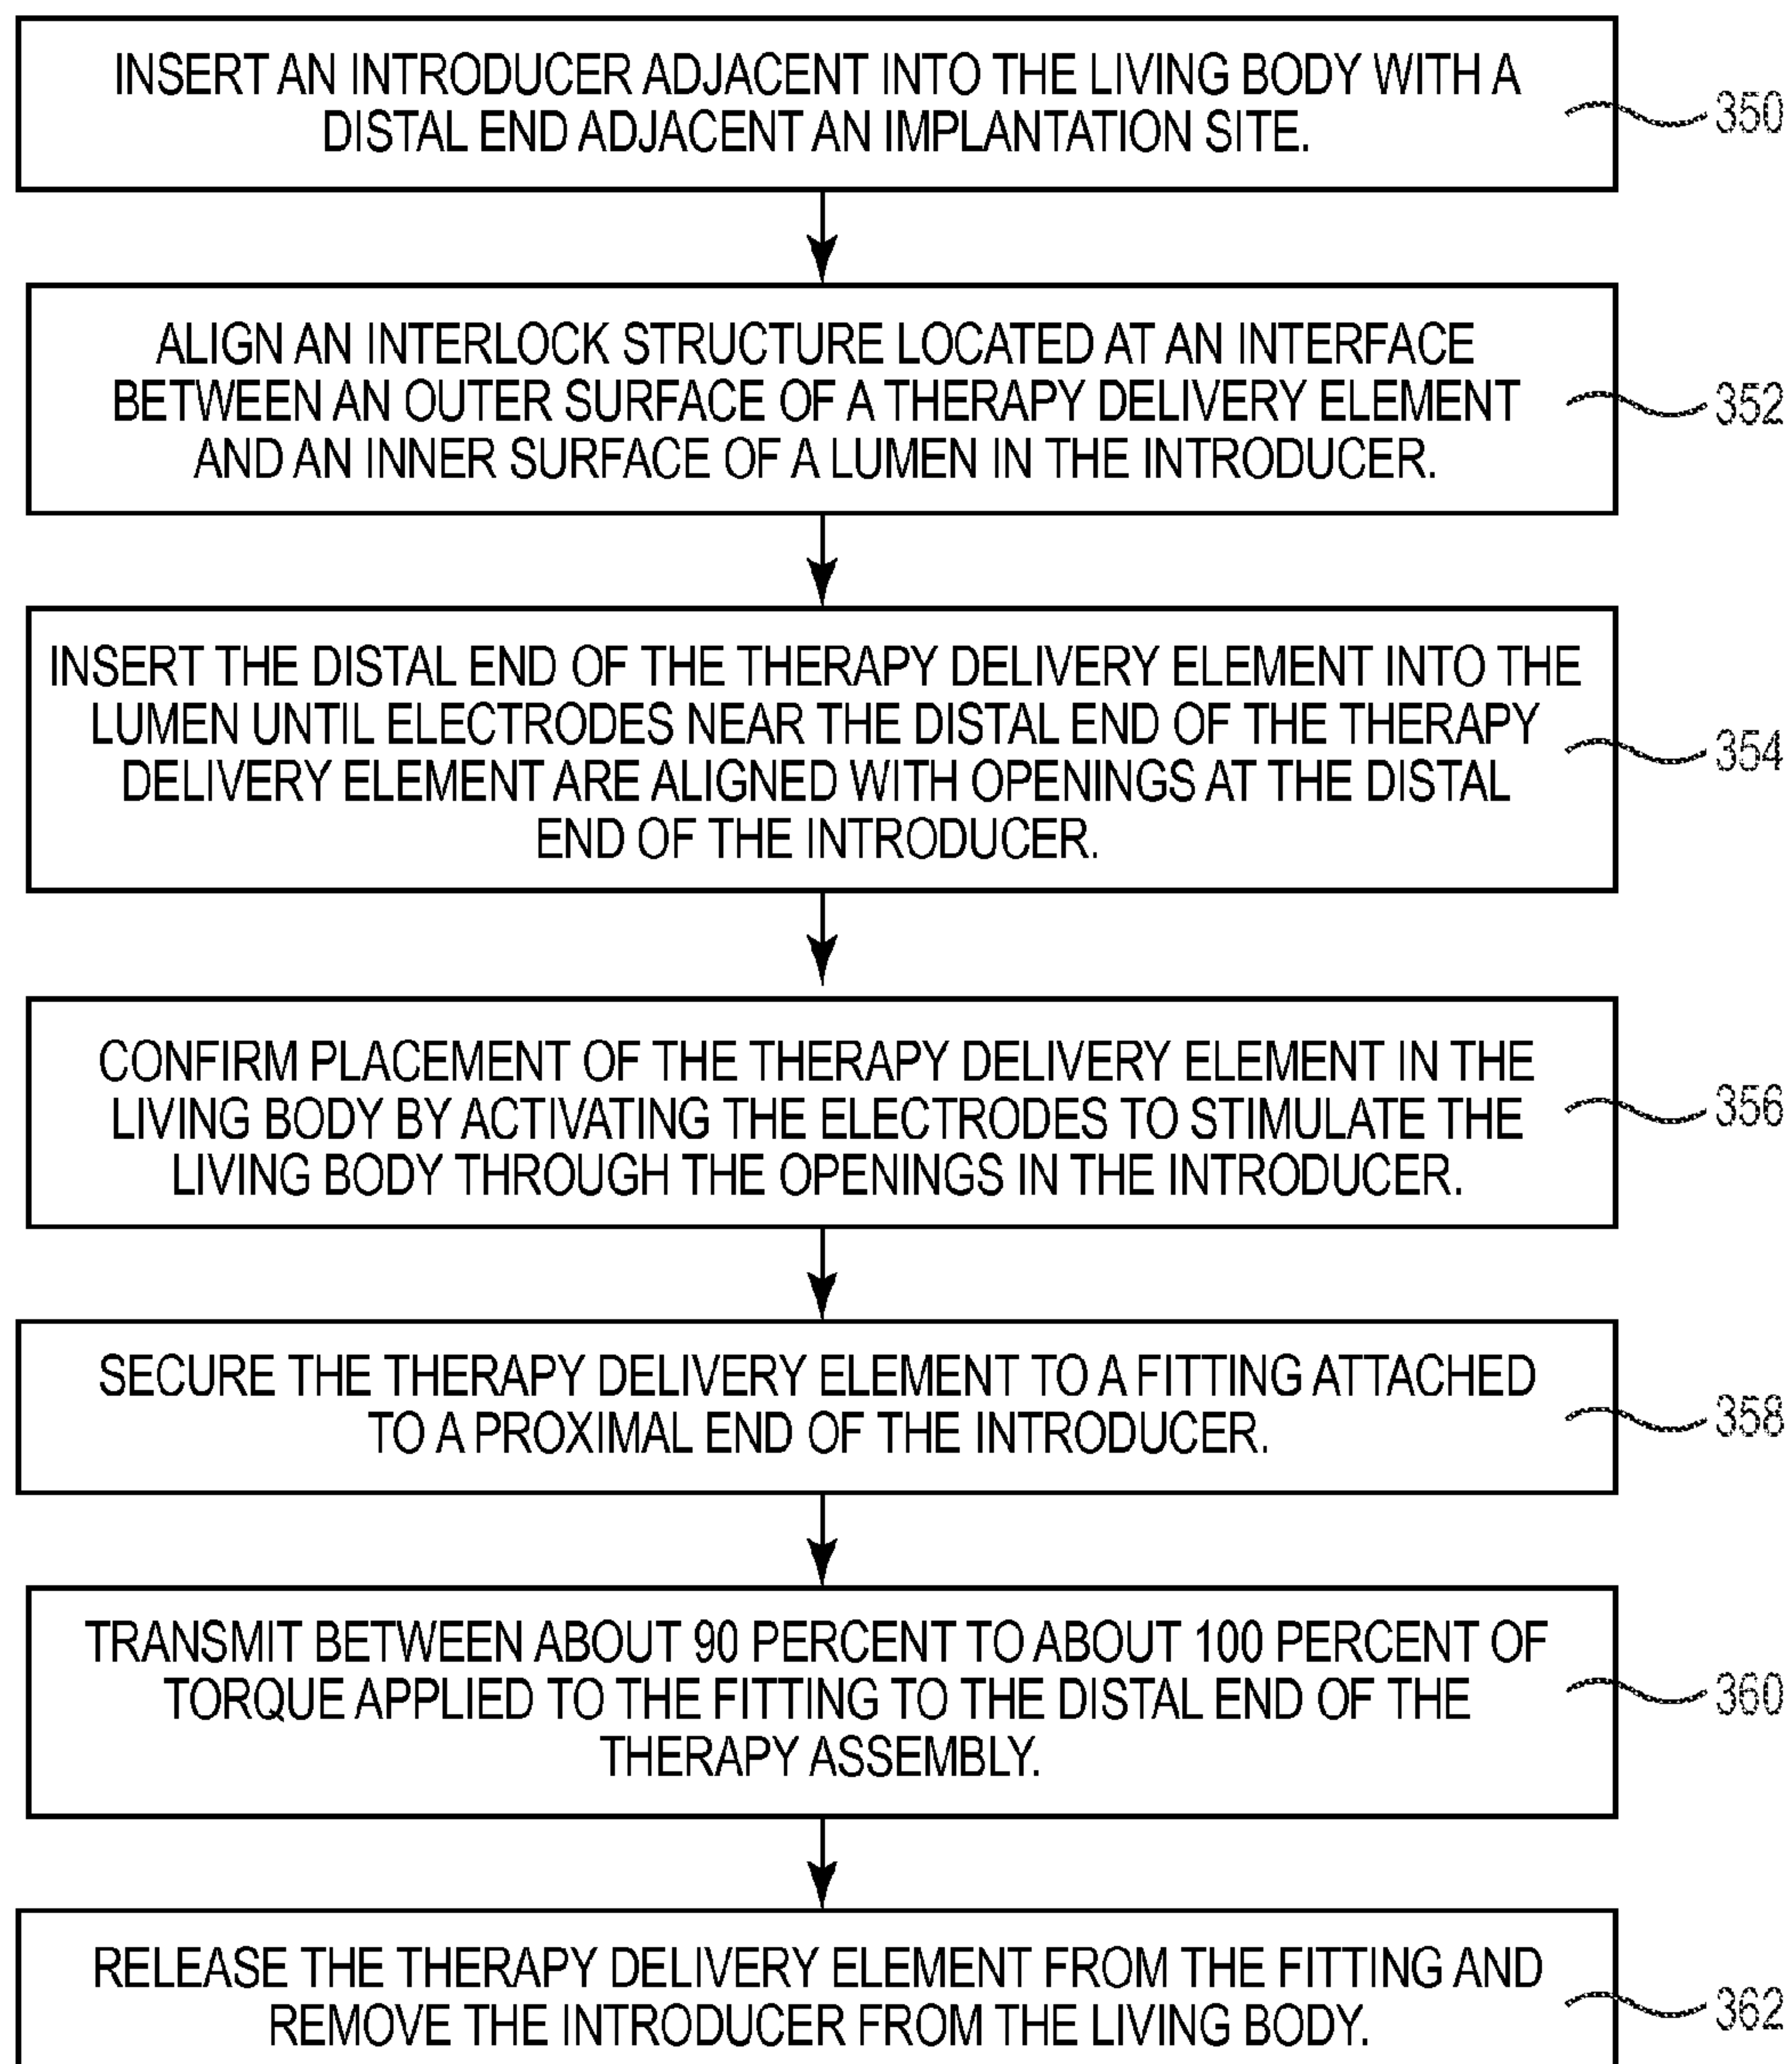 INSERT AN INTRODUCER ADJACENT INTO THE LIVING BODY WITH A
DISTAL END ADJACENT AN IMPLANTATION SITE.
350
ALIGN AN INTERLOCK STRUCTURE LOCATED AT AN INTERFACE
BETWEEN AN OUTER SURFACE OF A THERAPY DELIVERY ELEMENT
AND AN INNER SURFACE OF A LUMEN IN THE INTRODUCER.
352
INSERT THE DISTAL END OF THE THERAPY DELIVERY ELEMENT INTO THE
LUMEN UNTIL ELECTRODES NEAR THE DISTAL END OF THE THERAPY
DELIVERY ELEMENT ARE ALIGNED WITH OPENINGS AT THE DISTAL
END OF THE INTRODUCER.
354
CONFIRM PLACEMENT OF THE THERAPY DELIVERY ELEMENT IN THE
LIVING BODY BY ACTIVATING THE ELECTRODES TO STIMULATE THE
LIVING BODY THROUGH THE OPENINGS IN THE INTRODUCER.
356
SECURE THE THERAPY DELIVERY ELEMENT TO A FITTING ATTACHED
TO A PROXIMAL END OF THE INTRODUCER.
358
TRANSMIT BETWEEN ABOUT 90 PERCENT TO ABOUT 100 PERCENT OF
TORQUE APPLIED TO THE FITTING TO THE DISTAL END OF THE
THERAPY ASSEMBLY.
360
RELEASE THE THERAPY DELIVERY ELEMENT FROM THE FITTING AND
REMOVE THE INTRODUCER FROM THE LIVING BODY.
362